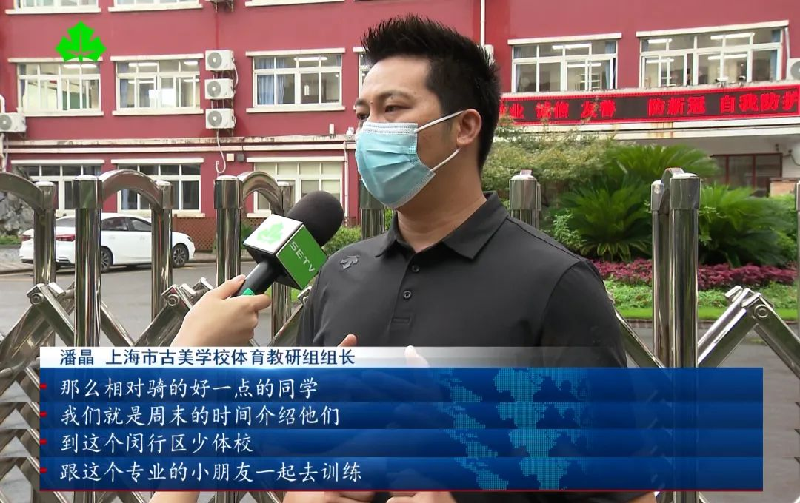 自我防护
SETV
潘晶 上海市古美学校体育教研组组长
那么相对骑的好一点的同学
我们就是周末的时间介绍他们
到这个闵行区少体校
跟这个专业的小朋友一起去训练